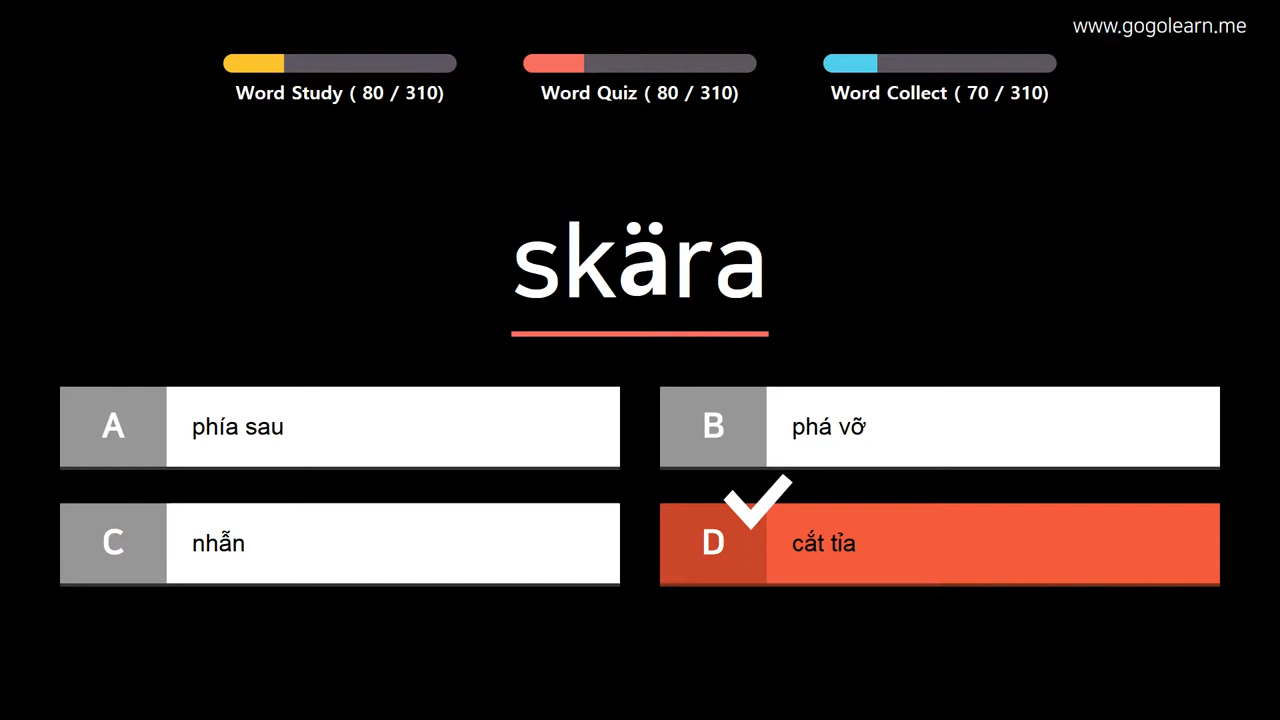 www.gogolearn.me
Word Study ( 80 / 310)
Word Quiz ( 80 / 310)
Word Collect ( 70 / 310)
skära
A phía sau
B phá vỡ
C nhẫn
D cắt tỉa